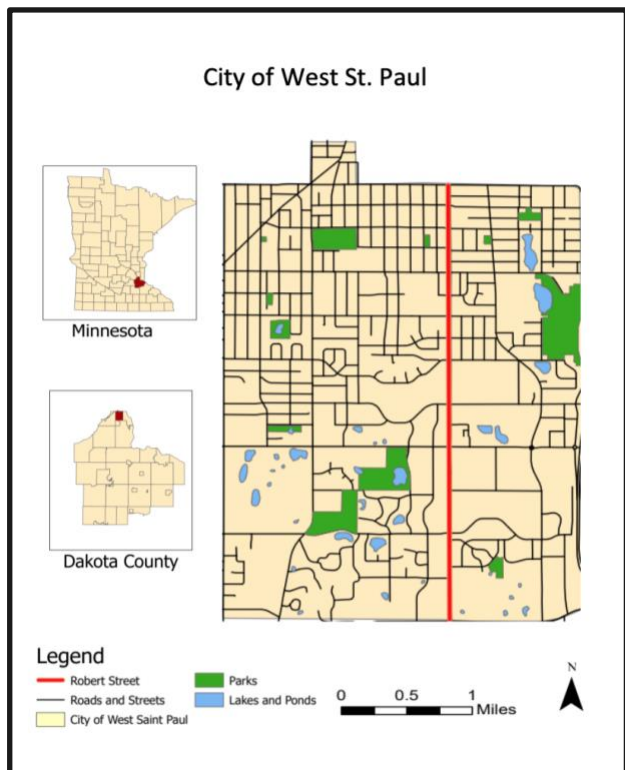 City of West St. Paul
Minnesota
Dakota County
Legend
Robert Street
Roads and Streets
City of West Saint Paul
Parks
Lakes and Ponds
0 0.5 1
Miles
N